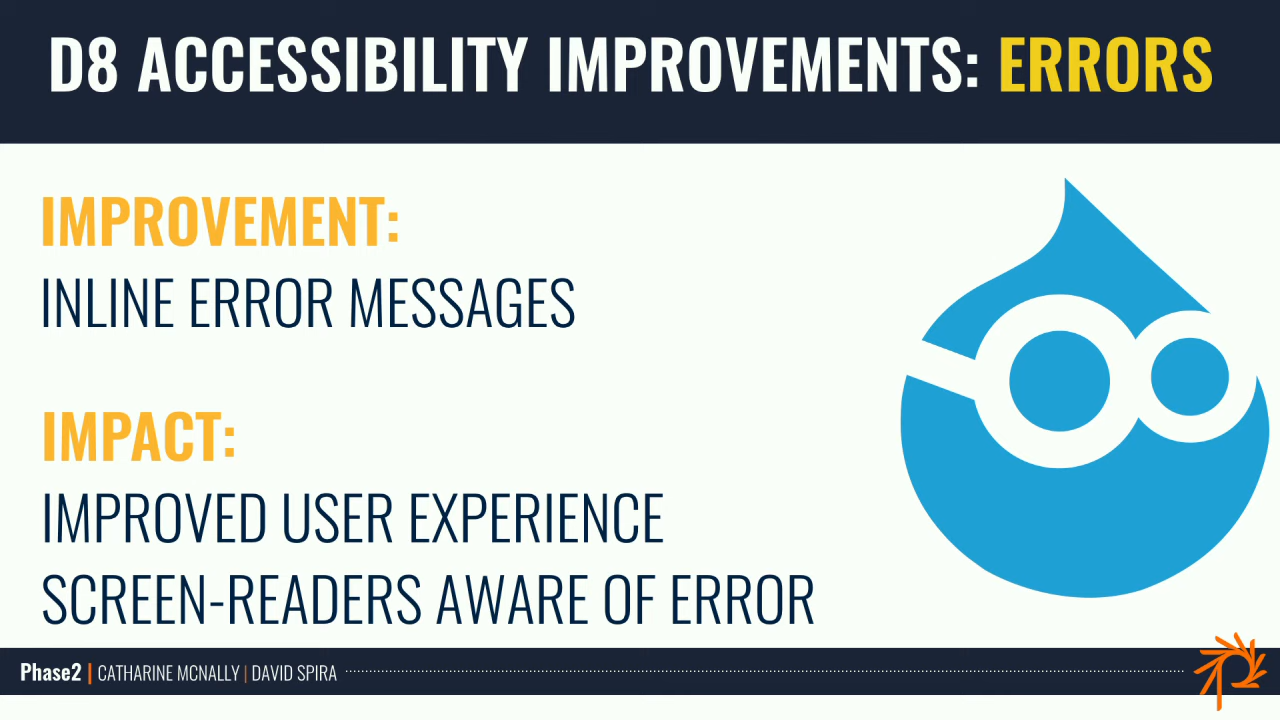 D8 ACCESSIBILITY IMPROVEMENTS: ERRORS
IMPROVEMENT:
INLINE ERROR MESSAGES
IMPACT:
IMPROVED USER EXPERIENCE
SCREEN-READERS AWARE OF ERROR
Phase2 | CATHARINE MCNALLY | DAVID SPIRA